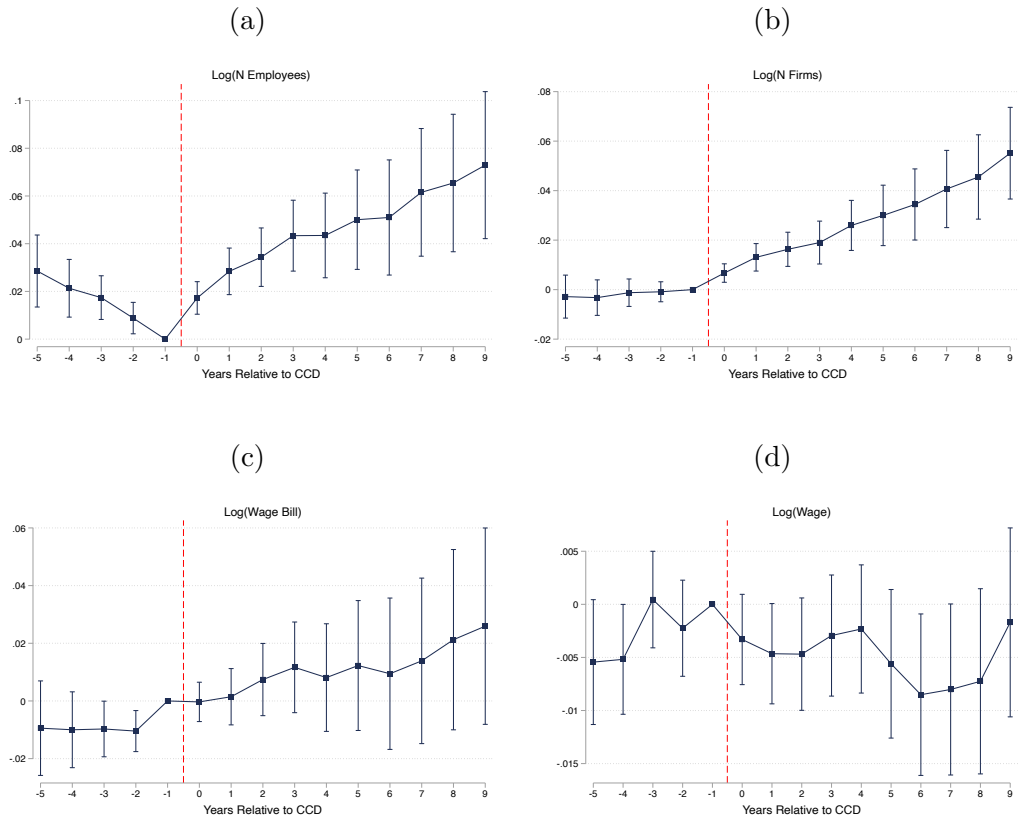 (a)
Log(N Employees)
.1
.08
.06
.04
.02
0
-5 -4 -3 -2 -1 0 1 2 3 4 5 6 7 8 9
Years Relative to CCD
(b)
Log(N Firms)
.08
.06
.04
.02
0
-.02
-5 -4 -3 -2 -1 0 1 2 3 4 5 6 7 8 9
Years Relative to CCD
(c)
Log(Wage Bill)
.06
.04
.02
0
-.02
-5 -4 -3 -2 -1 0 1 2 3 4 5 6 7 8 9
Years Relative to CCD
(d)
Log(Wage)
.005
0
-.005
-.01
-.015
-5 -4 -3 -2 -1 0 1 2 3 4 5 6 7 8 9
Years Relative to CCD